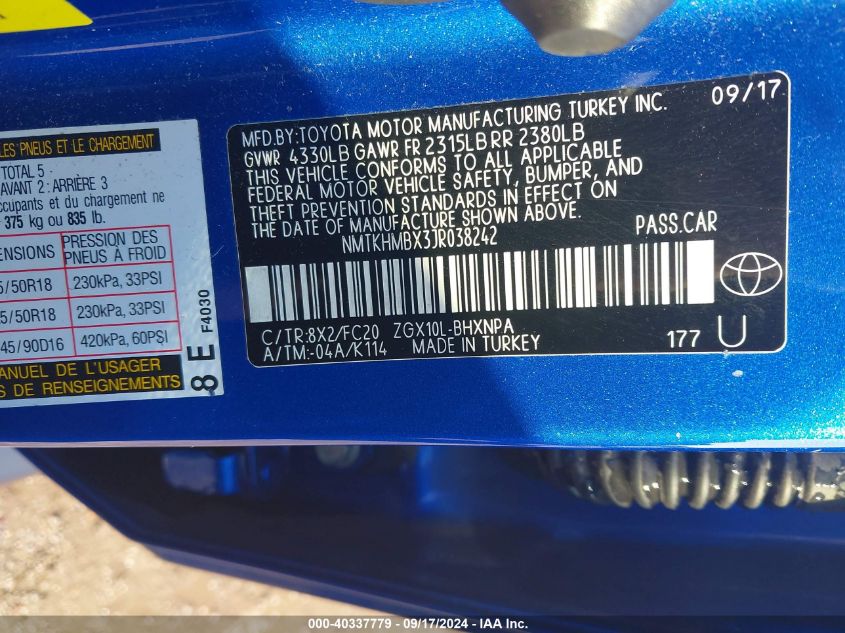 LES PNEUS ET LE CHARGEMENT
TOTAL 5
AVANT 2 : ARRIÈRE 3
ccupants et du chargement ne
375 kg ou 835 lb.
ENSIONS PRESSION DES PNEUS À FROID
5/50R18 230kPa, 33PSI
5/50R18 230kPa, 33PSI
45/90D16 420kPa, 60PSI
ANUEL DE L'USAGER
S DE RENSEIGNEMENTS
8 E F4030
09/17
MFD.BY:TOYOTA MOTOR MANUFACTURING TURKEY INC.
GVWR 4330LB GAWR FR 2315LB RR 2380LB
THIS VEHICLE CONFORMS TO ALL APPLICABLE
FEDERAL MOTOR VEHICLE SAFETY, BUMPER, AND
THEFT PREVENTION STANDARDS IN EFFECT ON
THE DATE OF MANUFACTURE SHOWN ABOVE.
NMTKHMBX3JR038242 PASS.CAR
C/TR:8X2/FC20 ZGX10L-BHXNPA
A/TM:-04A/K114 MADE IN TURKEY 177 U
000-40337779 - 09/17/2024 - IAA Inc.